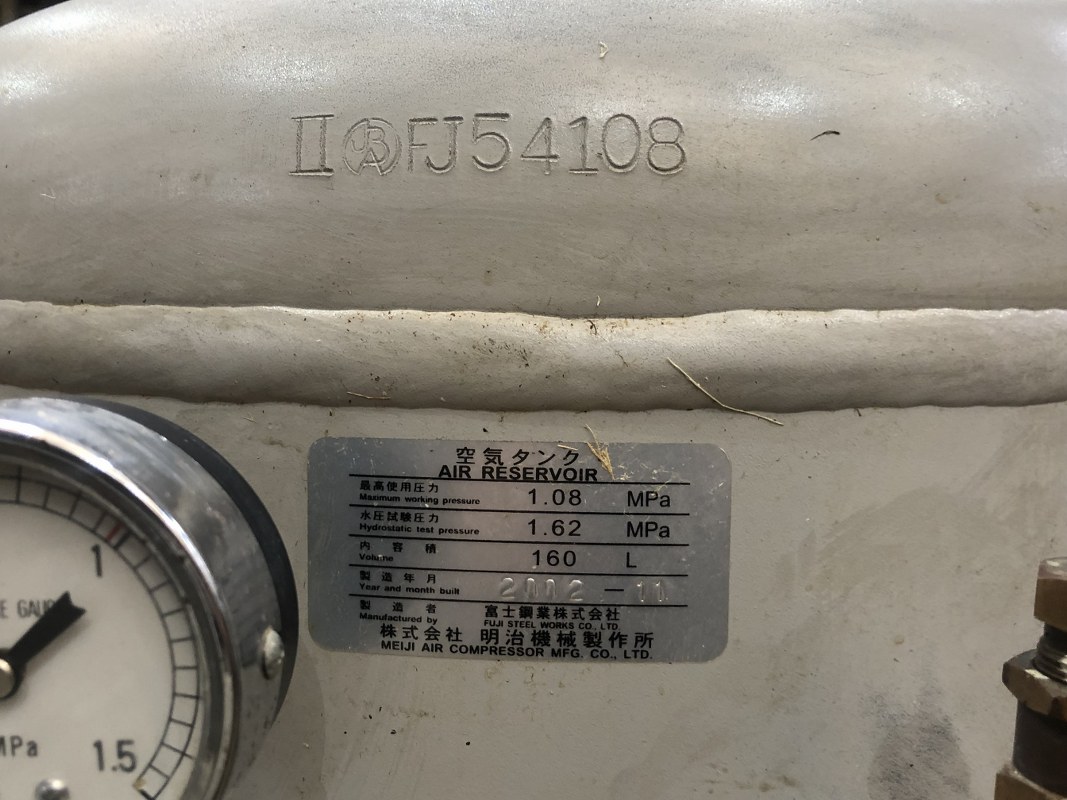 II JBA FJ54108
空気タンク
AIR RESERVOIR
最高使用圧力 1.08 MPa
Maximum working pressure
水圧試験圧力 1.62 MPa
Hydrostatic test pressure
内容積 160 L
Volume
製造年月 2002-11
Year and month built
製造者 富士鋼業株式会社
Manufactured by FUJI STEEL WORKS CO., LTD.
株式会社 明治機械製作所
MEIJI AIR COMPRESSOR MFG. CO., LTD.
1
E GAUG
MPa
1.5